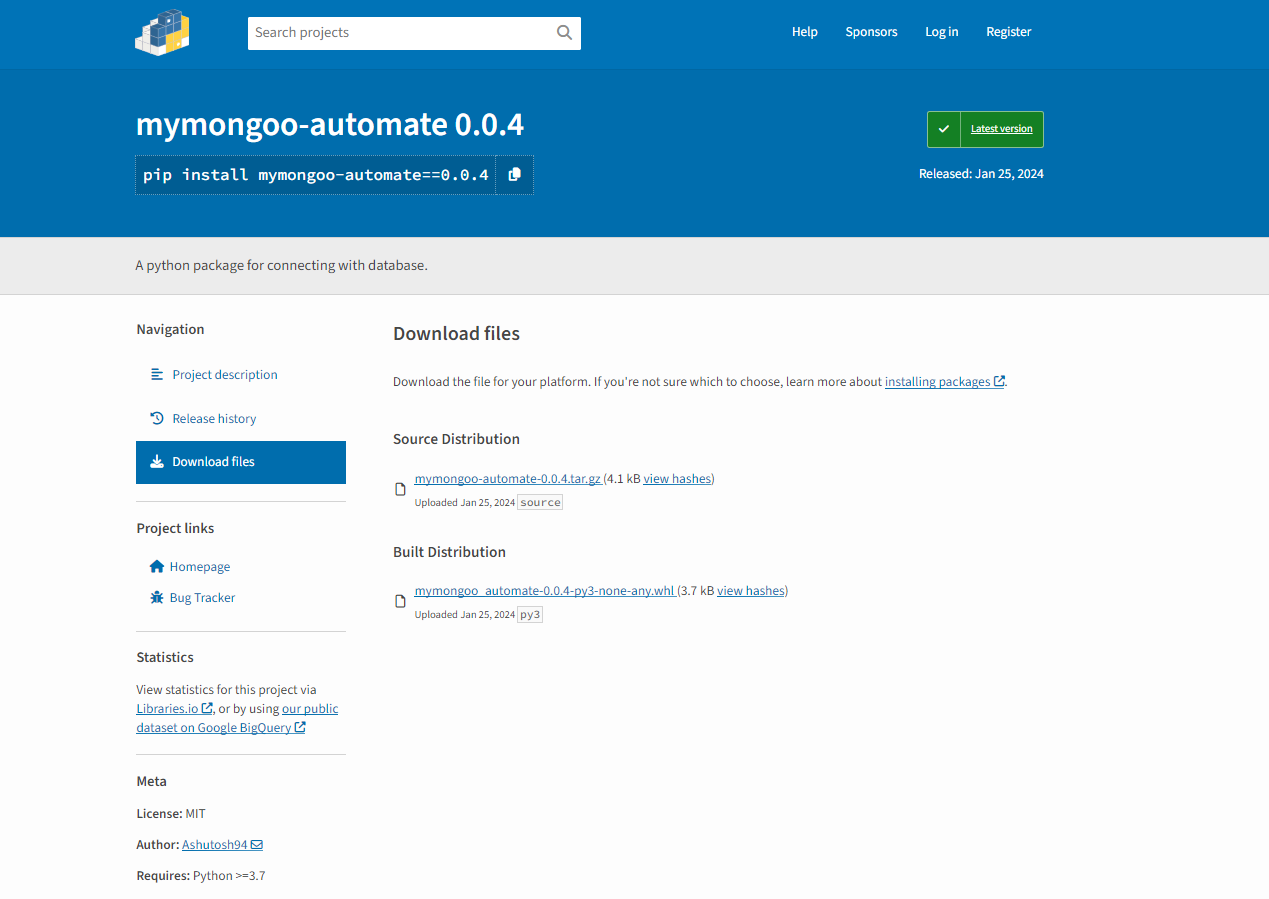 Search projects
Help
Sponsors
Log in
Register
mymongoo-automate 0.0.4
pip install mymongoo-automate==0.0.4
Latest version
Released: Jan 25, 2024
A python package for connecting with database.
Navigation
Project description
Release history
Download files
Project links
Homepage
Bug Tracker
Statistics
View statistics for this project via
Libraries.io, or by using our public
dataset on Google BigQuery
Meta
License: MIT
Author: Ashutosh94
Requires: Python >=3.7
Download files
Download the file for your platform. If you're not sure which to choose, learn more about installing packages.
Source Distribution
mymongoo-automate-0.0.4.tar.gz (4.1 kB view hashes)
Uploaded Jan 25, 2024 source
Built Distribution
mymongoo_automate-0.0.4-py3-none-any.whl (3.7 kB view hashes)
Uploaded Jan 25, 2024 py3